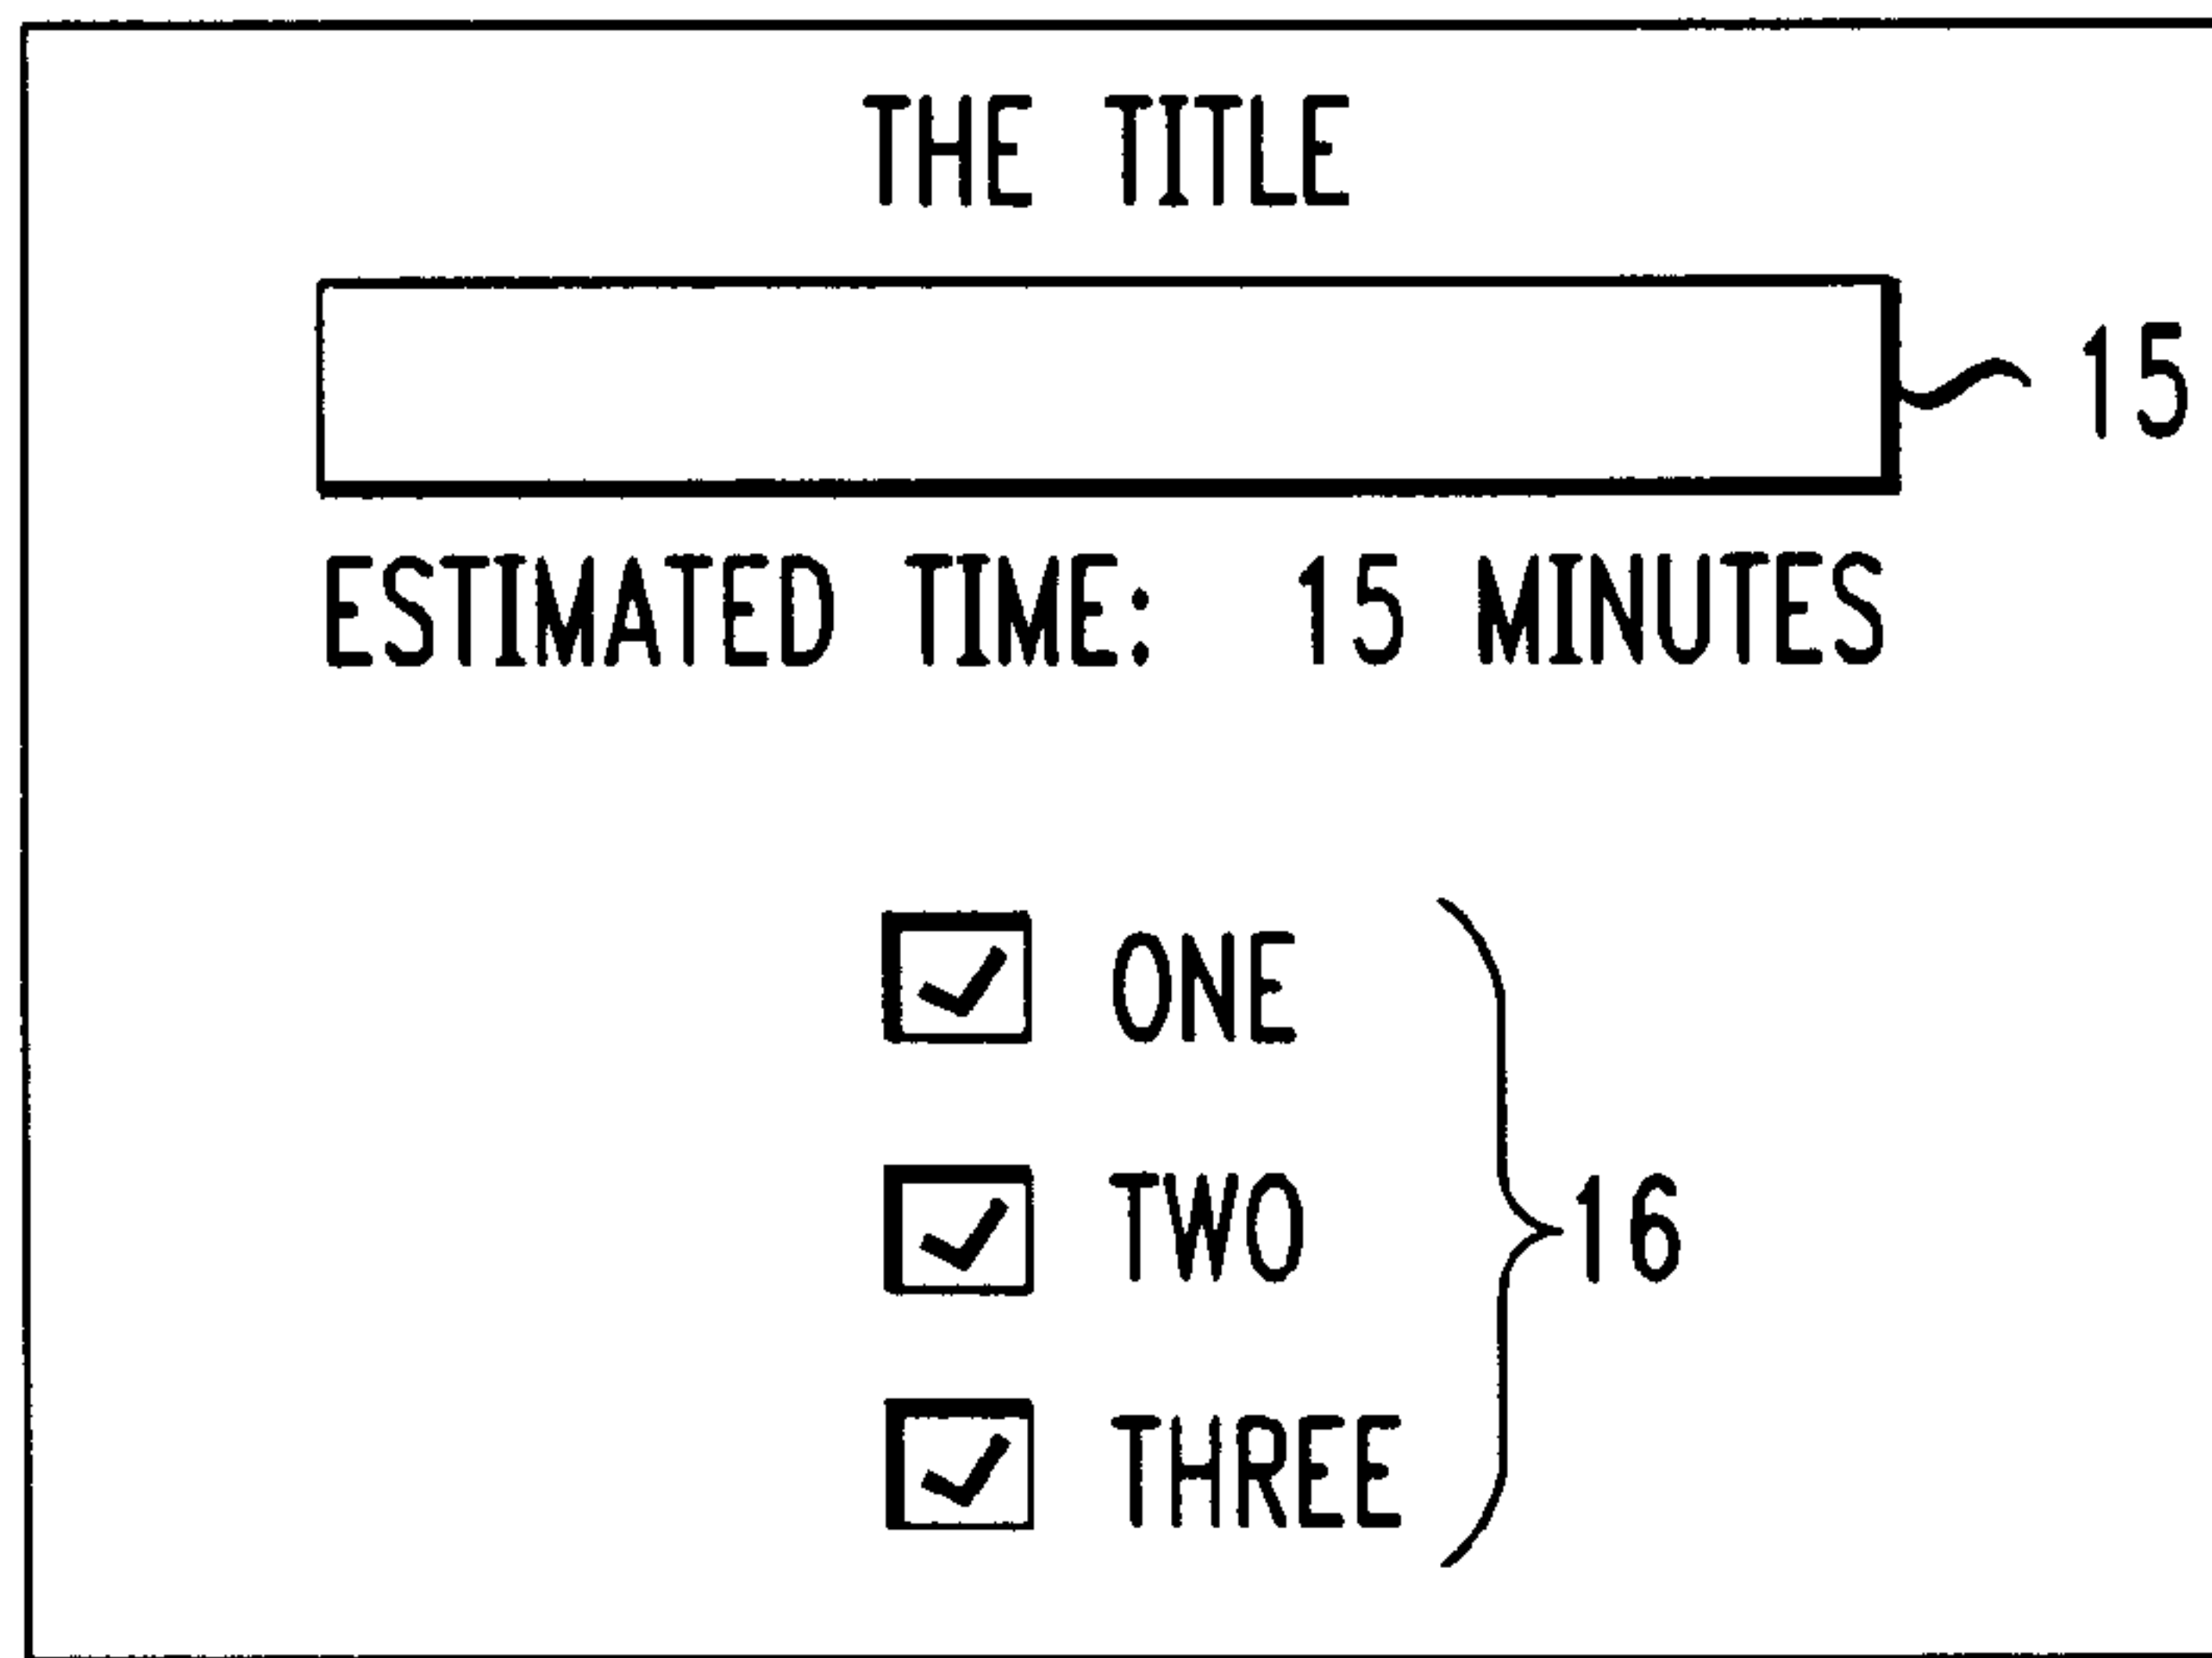 THE TITLE
15
ESTIMATED TIME: 15 MINUTES
ONE
TWO
16
THREE